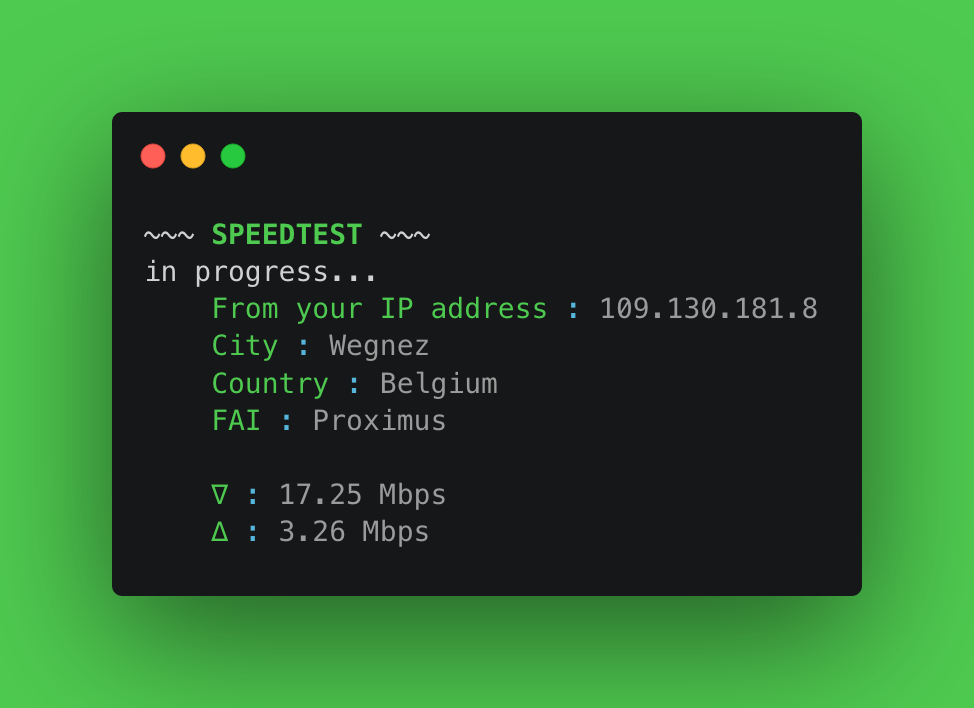 ~~~ SPEEDTEST ~~~
in progress...
From your IP address : 109.130.181.8
City : Wegnez
Country : Belgium
FAI : Proximus
∇ : 17.25 Mbps
∆ : 3.26 Mbps